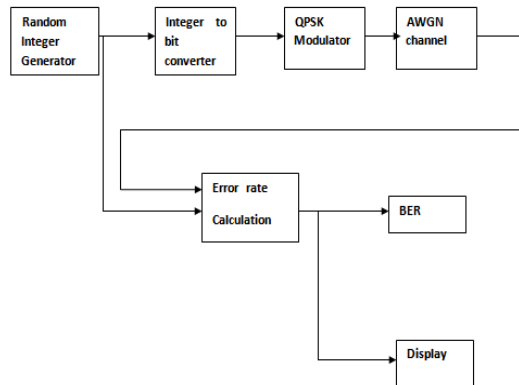 Random
Integer
Generator
Integer to
bit
converter
QPSK
Modulator
AWGN
channel
Error rate
Calculation
BER
Display